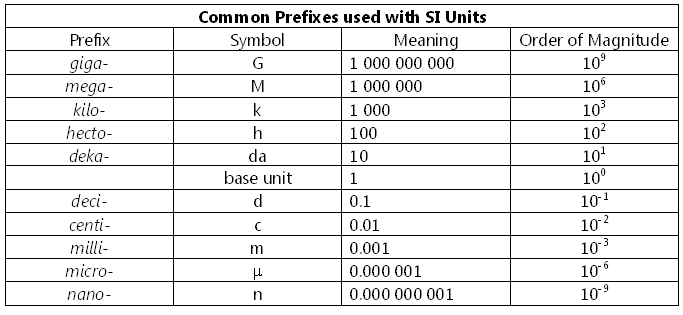 Common Prefixes used with SI Units
Prefix Symbol Meaning Order of Magnitude
giga- G 1 000 000 000 10⁹
mega- M 1 000 000 10⁶
kilo- k 1 000 10³
hecto- h 100 10²
deka- da 10 10¹
base unit 1 10⁰
deci- d 0.1 10⁻¹
centi- c 0.01 10⁻²
milli- m 0.001 10⁻³
micro- µ 0.000 001 10⁻⁶
nano- n 0.000 000 001 10⁻⁹